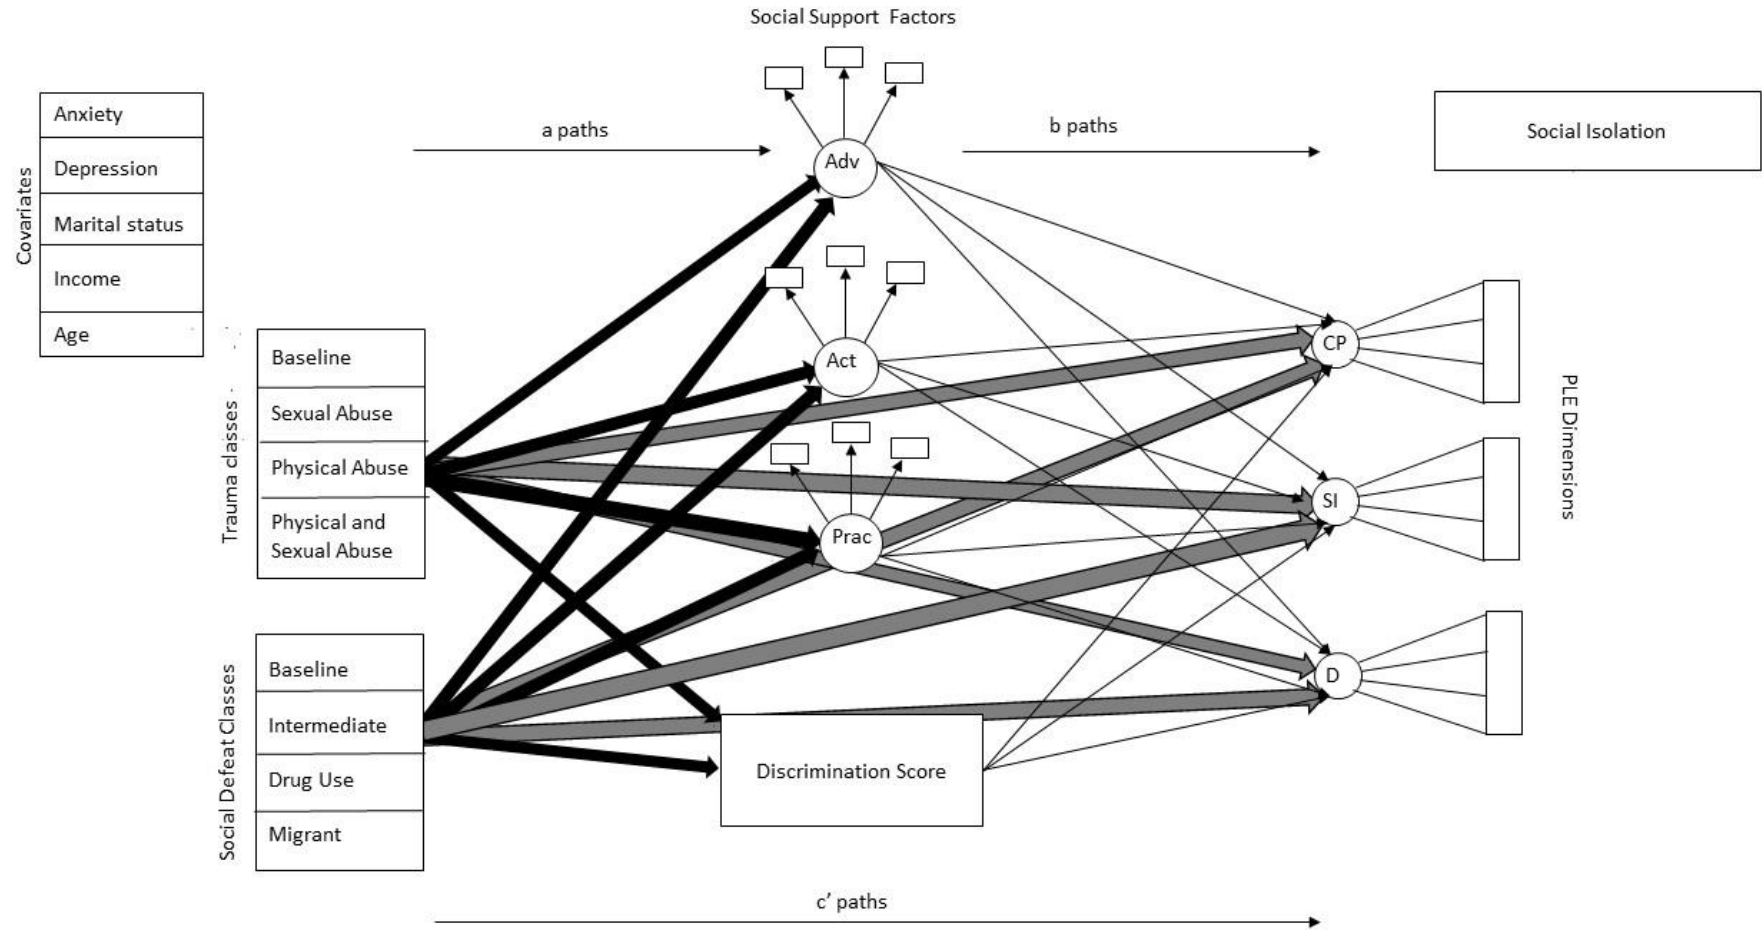 Social Support Factors
Covariates
Anxiety
Depression
Marital status
Income
Age
a paths
b paths
Social Isolation
Adv
Act
Prac
Trauma classes
Baseline
Sexual Abuse
Physical Abuse
Physical and
Sexual Abuse
CP
SI
D
PLE Dimensions
Social Defeat Classes
Baseline
Intermediate
Drug Use
Migrant
Discrimination Score
c’ paths